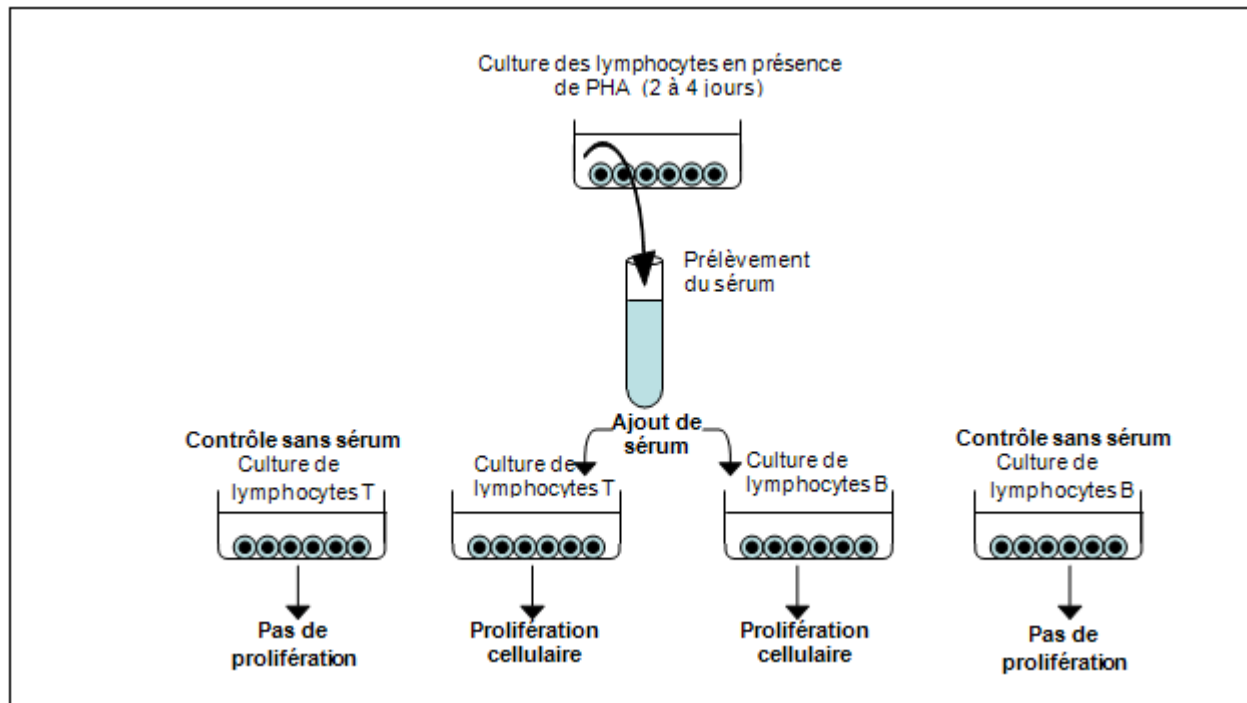 Culture des lymphocytes en présence
de PHA (2 à 4 jours)
Prélèvement
du sérum
Ajout de
sérum
Contrôle sans sérum
Culture de
lymphocytes T
Culture de
lymphocytes T
Culture de
lymphocytes B
Contrôle sans sérum
Culture de
lymphocytes B
Pas de
prolifération
Prolifération
cellulaire
Prolifération
cellulaire
Pas de
prolifération